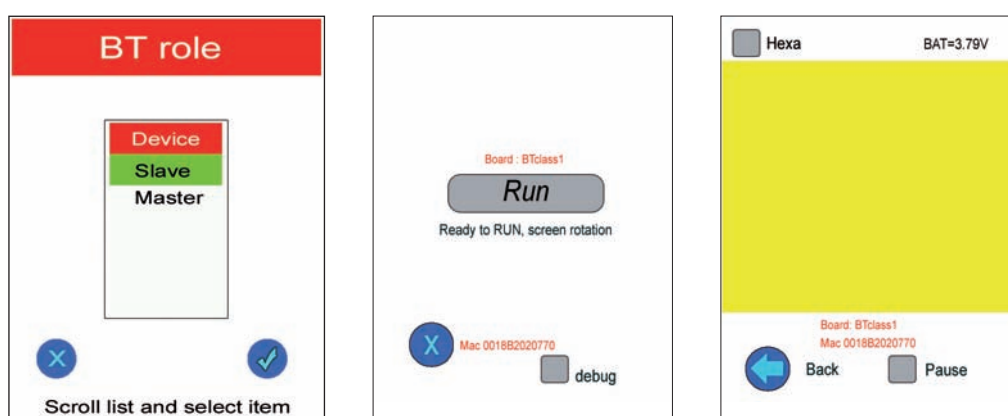 BT role
Device
Slave
Master
X
Scroll list and select item
Board : BTclass1
Run
Ready to RUN, screen rotation
X
Mac 0018B2020770
debug
Hexa
BAT=3.79V
Board: BTclass1
Mac 0018B2020770
Back
Pause